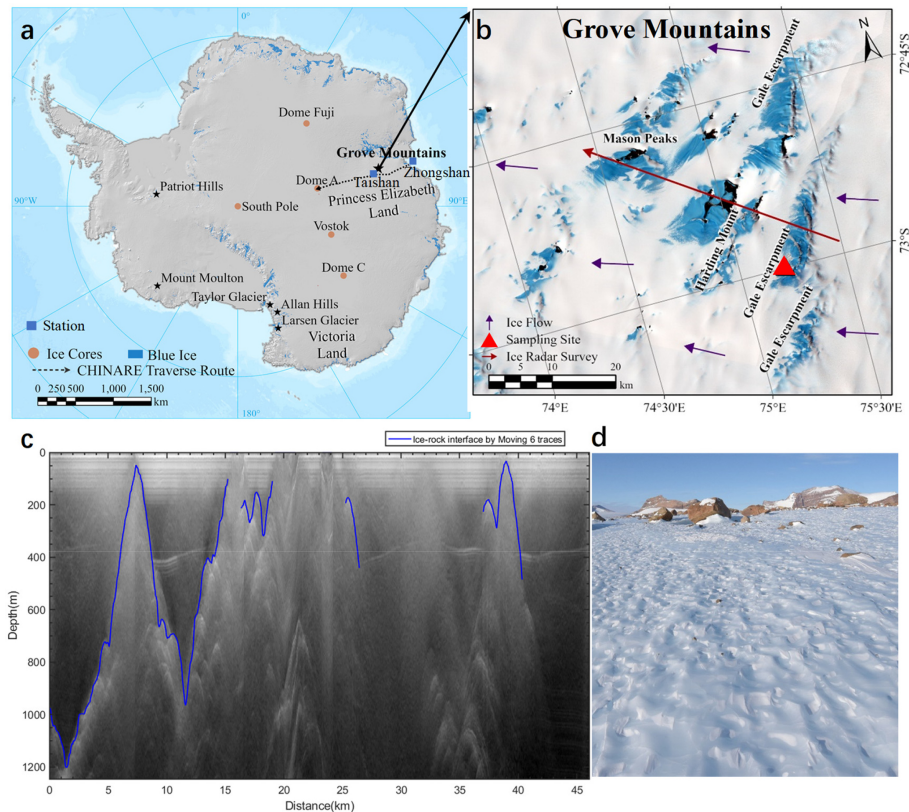 a
0°
Dome Fuji
Grove Mountains
Zhongshan
Dome A
Taishan
Princess Elizabeth
Land
Patriot Hills
90°W
South Pole
90°E
Vostok
Dome C
Mount Moulton
Taylor Glacier
Allan Hills
Larsen Glacier
Victoria
Land
Station
Ice Cores
Blue Ice
CHINARE Traverse Route
0 250 500 1,000 1,500
km
180°
b
Grove Mountains
N
72°45'S
Gale Escarpment
Mason Peaks
Harding Mount
Gale Escarpment
Gale Escarpment
73°S
Ice Flow
Sampling Site
Ice Radar Survey
0 5 10 20
km
74°E
74°30'E
75°E
75°30'E
c
Ice-rock interface by Moving 6 traces
0
200
400
600
800
1000
1200
Depth(m)
0 5 10 15 20 25 30 35 40 45
Distance(km)
d